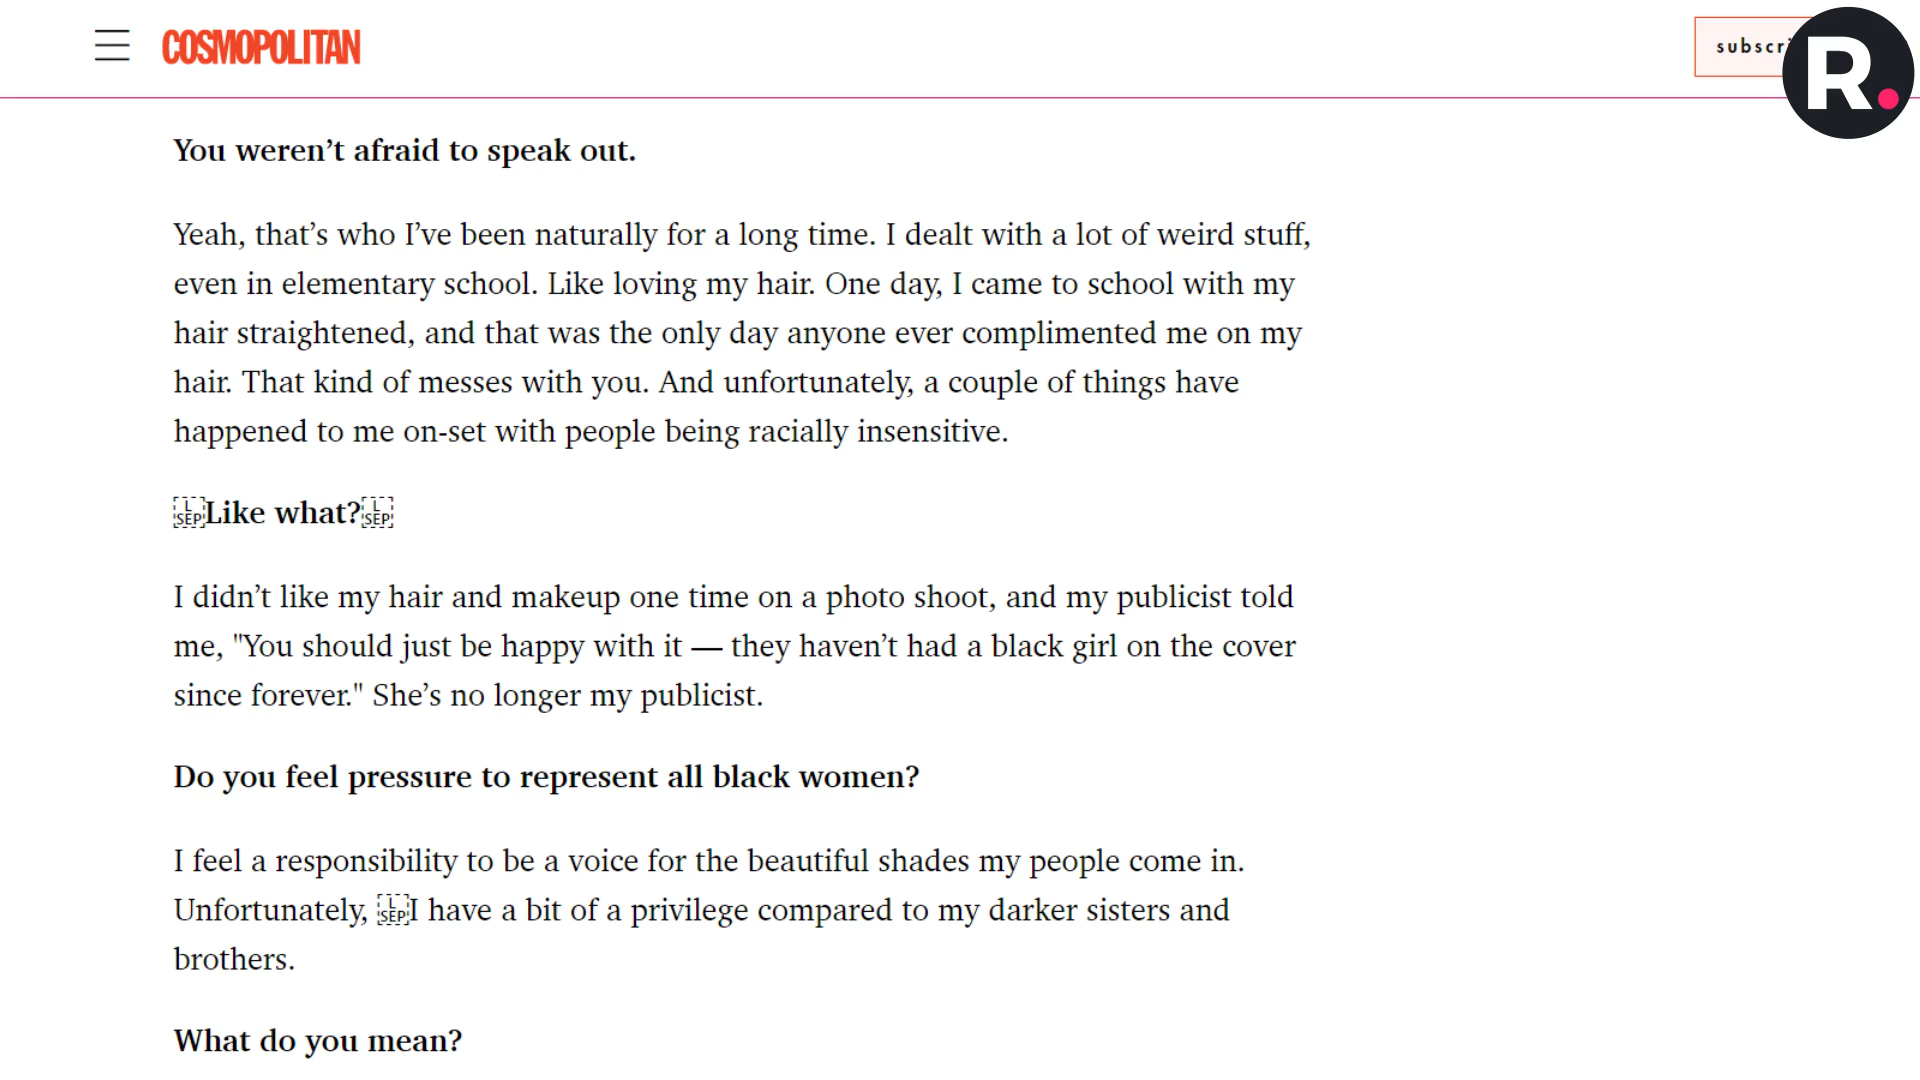 COSMOPOLITAN
subscri
R.
You weren’t afraid to speak out.
Yeah, that’s who I’ve been naturally for a long time. I dealt with a lot of weird stuff,
even in elementary school. Like loving my hair. One day, I came to school with my
hair straightened, and that was the only day anyone ever complimented me on my
hair. That kind of messes with you. And unfortunately, a couple of things have
happened to me on-set with people being racially insensitive.
L SEP Like what? L SEP
I didn’t like my hair and makeup one time on a photo shoot, and my publicist told
me, "You should just be happy with it — they haven’t had a black girl on the cover
since forever." She’s no longer my publicist.
Do you feel pressure to represent all black women?
I feel a responsibility to be a voice for the beautiful shades my people come in.
Unfortunately, L SEP I have a bit of a privilege compared to my darker sisters and
brothers.
What do you mean?